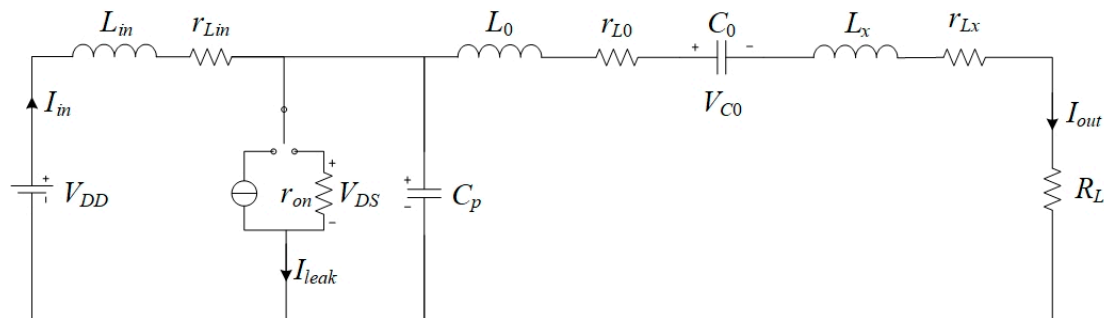 L_in r_Lin L_0 r_L0 + C_0 - L_x r_Lx
V_C0
I_in I_out
+ V_DD - r_on + V_DS - + C_p - R_L
I_leak